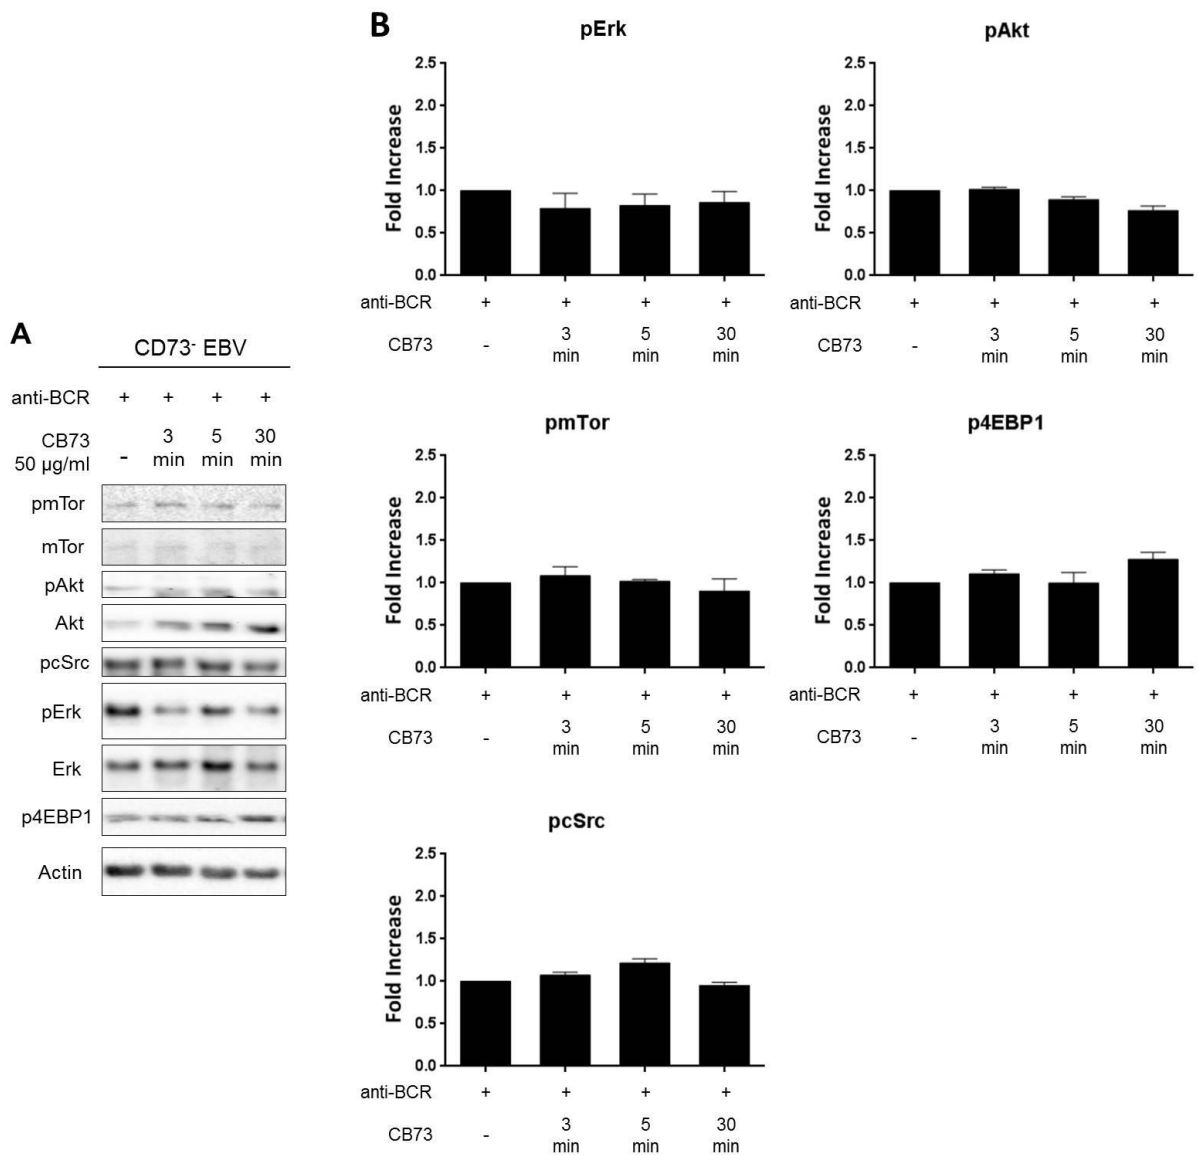 A
CD73- EBV
anti-BCR + + + +
CB73 50 µg/ml - 3 min 5 min 30 min
pmTor
mTor
pAkt
Akt
pcSrc
pErk
Erk
p4EBP1
Actin
B
pErk
Fold Increase
2.5
2.0
1.5
1.0
0.5
0.0
anti-BCR + + + +
CB73 - 3 min 5 min 30 min
pAkt
Fold Increase
2.5
2.0
1.5
1.0
0.5
0.0
anti-BCR + + + +
CB73 - 3 min 5 min 30 min
pmTor
Fold Increase
2.5
2.0
1.5
1.0
0.5
0.0
anti-BCR + + + +
CB73 - 3 min 5 min 30 min
p4EBP1
Fold Increase
2.5
2.0
1.5
1.0
0.5
0.0
anti-BCR + + + +
CB73 - 3 min 5 min 30 min
pcSrc
Fold Increase
2.5
2.0
1.5
1.0
0.5
0.0
anti-BCR + + + +
CB73 - 3 min 5 min 30 min